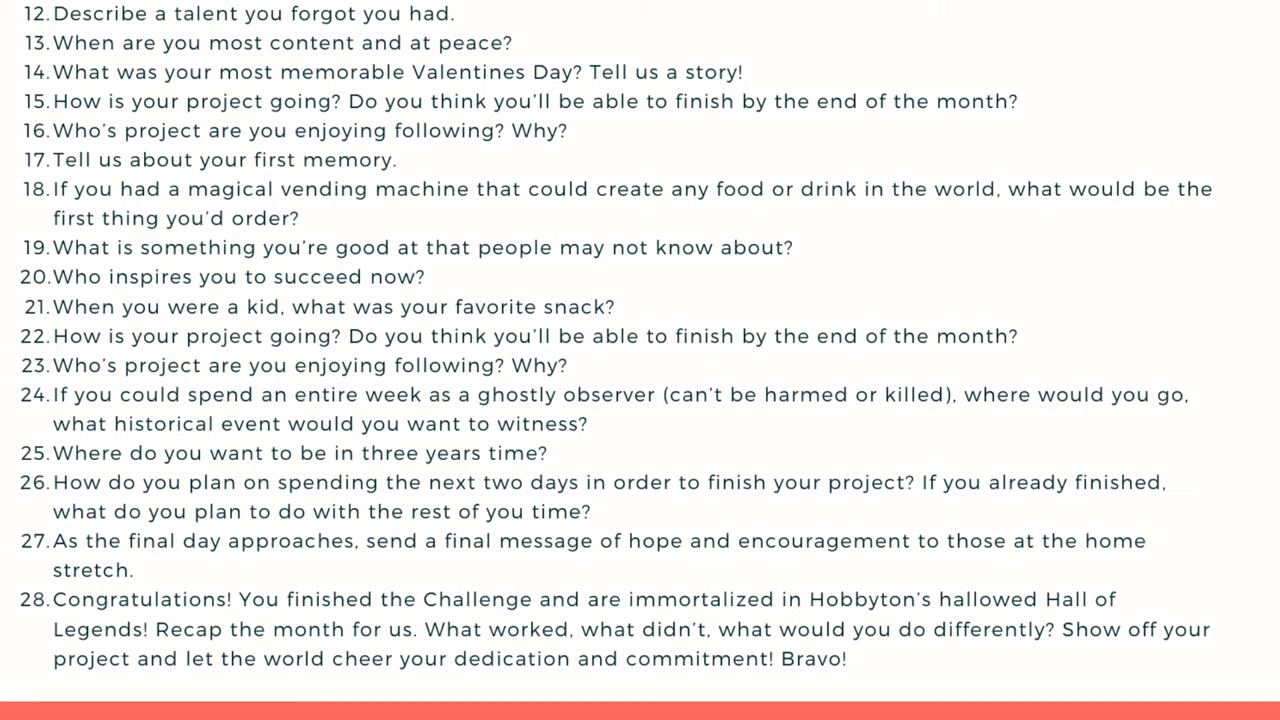 12. Describe a talent you forgot you had.
13. When are you most content and at peace?
14. What was your most memorable Valentines Day? Tell us a story!
15. How is your project going? Do you think you'll be able to finish by the end of the month?
16. Who's project are you enjoying following? Why?
17. Tell us about your first memory.
18. If you had a magical vending machine that could create any food or drink in the world, what would be the
first thing you'd order?
19. What is something you're good at that people may not know about?
20. Who inspires you to succeed now?
21. When you were a kid, what was your favorite snack?
22. How is your project going? Do you think you'll be able to finish by the end of the month?
23. Who's project are you enjoying following? Why?
24. If you could spend an entire week as a ghostly observer (can't be harmed or killed), where would you go,
what historical event would you want to witness?
25. Where do you want to be in three years time?
26. How do you plan on spending the next two days in order to finish your project? If you already finished,
what do you plan to do with the rest of you time?
27. As the final day approaches, send a final message of hope and encouragement to those at the home
stretch.
28. Congratulations! You finished the Challenge and are immortalized in Hobbyton's hallowed Hall of
Legends! Recap the month for us. What worked, what didn't, what would you do differently? Show off your
project and let the world cheer your dedication and commitment! Bravo!